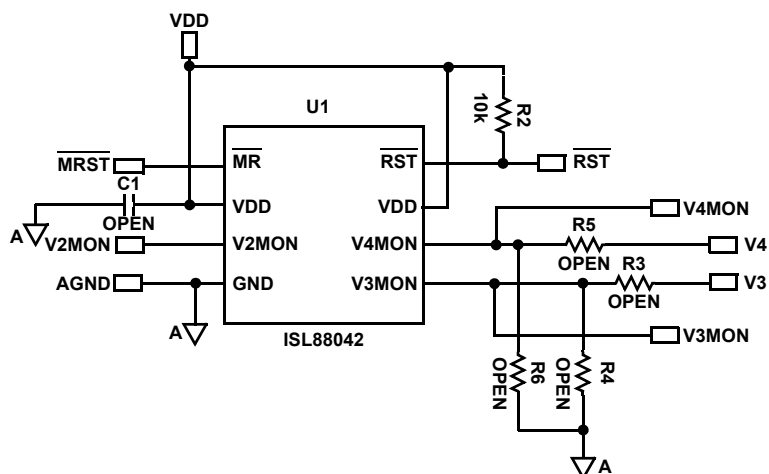 VDD
U1
10k
R2
MRST
MR
RST
RST
C1
OPEN
A
VDD
VDD
V4MON
V2MON
V2MON
V4MON
R5
OPEN
V4
AGND
GND
V3MON
R3
OPEN
V3
A
ISL88042
V3MON
OPEN
R6
OPEN
R4
A